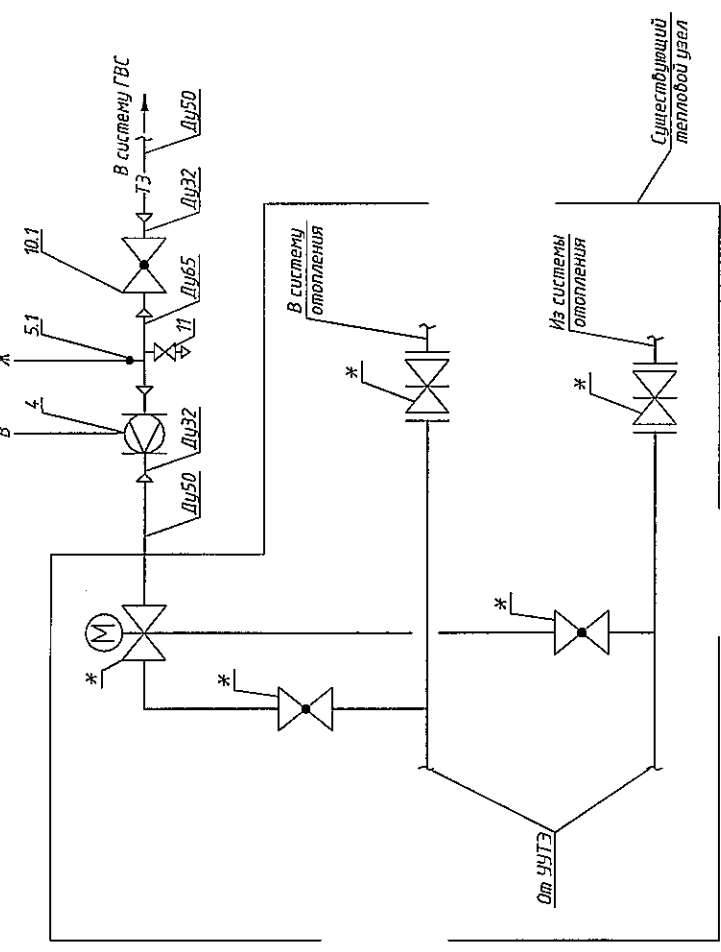 В
Ж
4
5.1
10.1
11
В систему ГВС
Т3
Ду50
Ду32
Ду65
Ду32
Ду50
М
*
*
*
*
*
В систему
отопления
Из системы
отопления
От УУТЭ
Существующий
тепловой узел